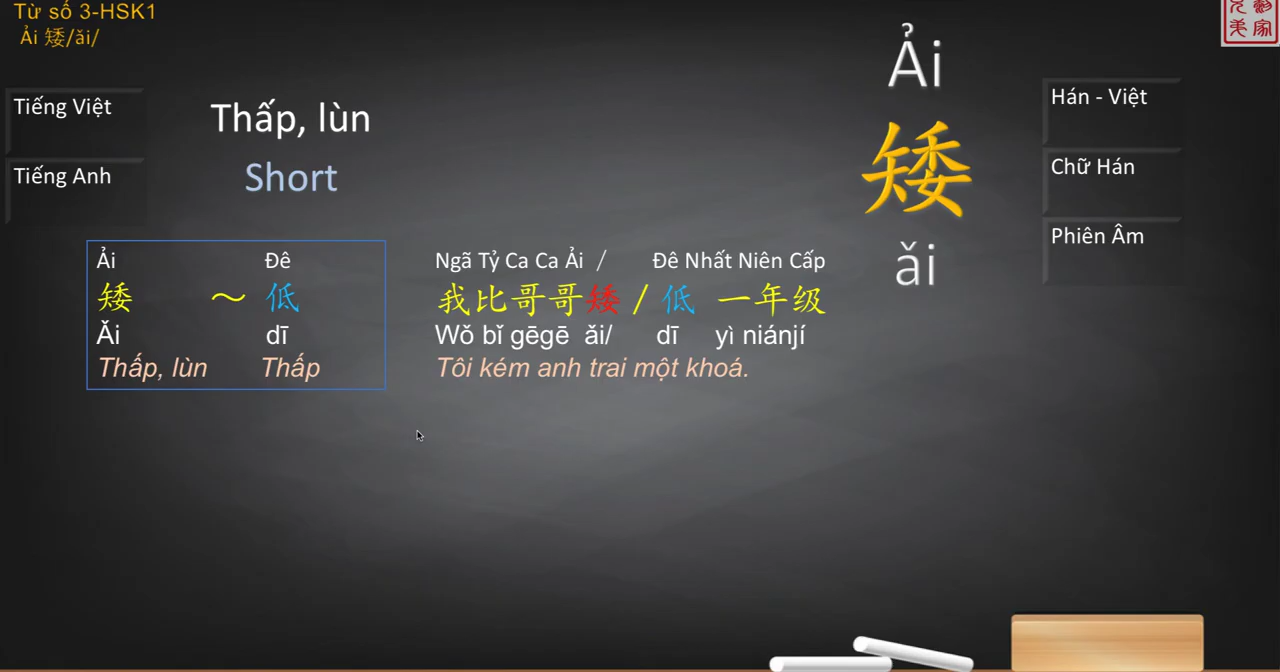 Từ số 3-HSK1
Ải 矮/ǎi/
Tiếng Việt
Thấp, lùn
Tiếng Anh
Short
Ải
矮
ǎi
Hán - Việt
Chữ Hán
Phiên Âm
Ải Đê
矮 ～ 低
Ǎi dī
Thấp, lùn Thấp
Ngã Tỷ Ca Ca Ải / Đê Nhất Niên Cấp
我比哥哥矮 / 低 一年级
Wǒ bǐ gēgē ǎi/ dī yì niánjí
Tôi kém anh trai một khoá.